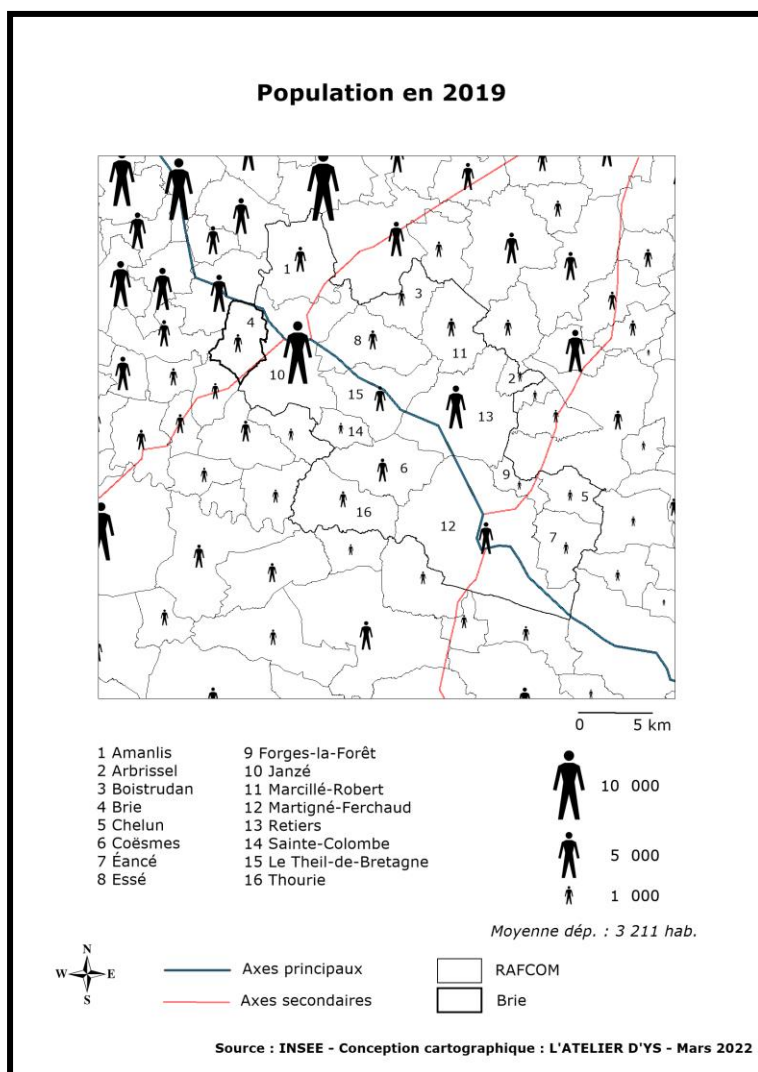 Population en 2019
1
3
4
8
11
10
2
15
13
14
6
9
5
16
12
7
0 5 km
1 Amanlis
2 Arbrissel
3 Boistrudan
4 Brie
5 Chelun
6 Coësmes
7 Éancé
8 Essé
9 Forges-la-Forêt
10 Janzé
11 Marcillé-Robert
12 Martigné-Ferchaud
13 Retiers
14 Sainte-Colombe
15 Le Theil-de-Bretagne
16 Thourie
10 000
5 000
1 000
Moyenne dép. : 3 211 hab.
N
W E
S
Axes principaux
Axes secondaires
RAFCOM
Brie
Source : INSEE - Conception cartographique : L'ATELIER D'YS - Mars 2022